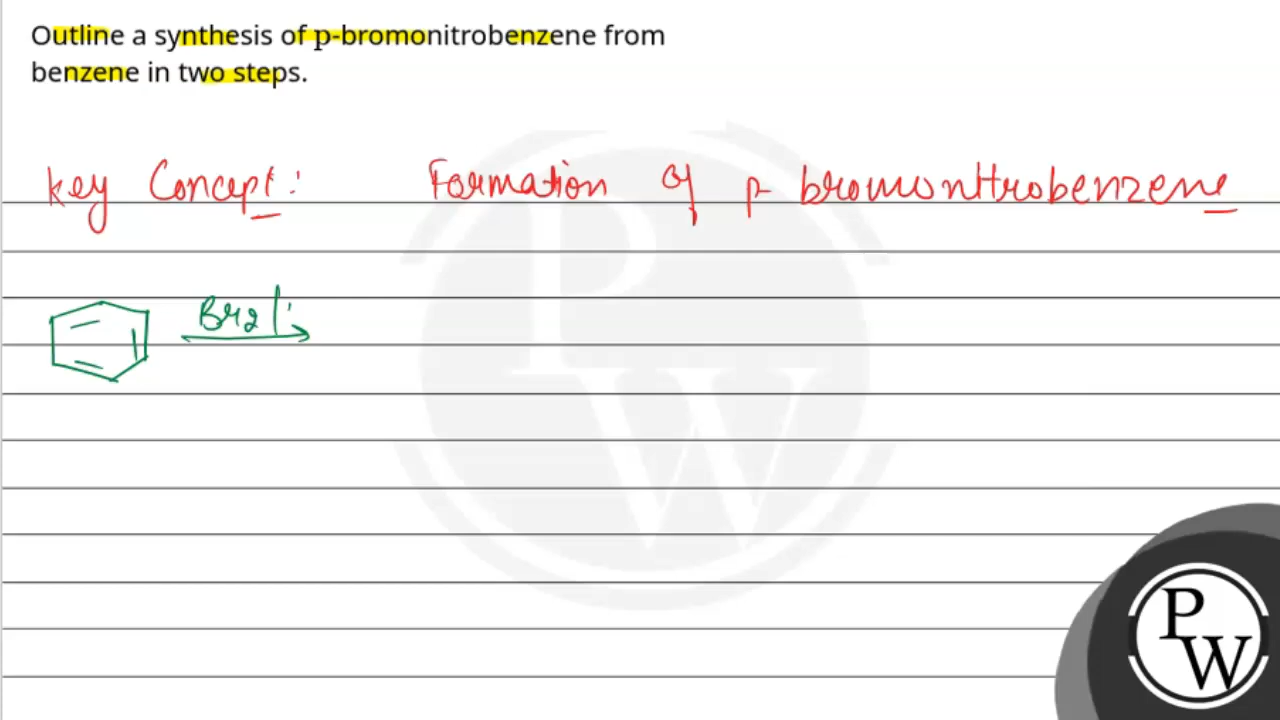 Outline a synthesis of p-bromonitrobenzene from
benzene in two steps.
Key Concept: Formation of p- bromonitrobenzene
Br2 |
P
W
P
W